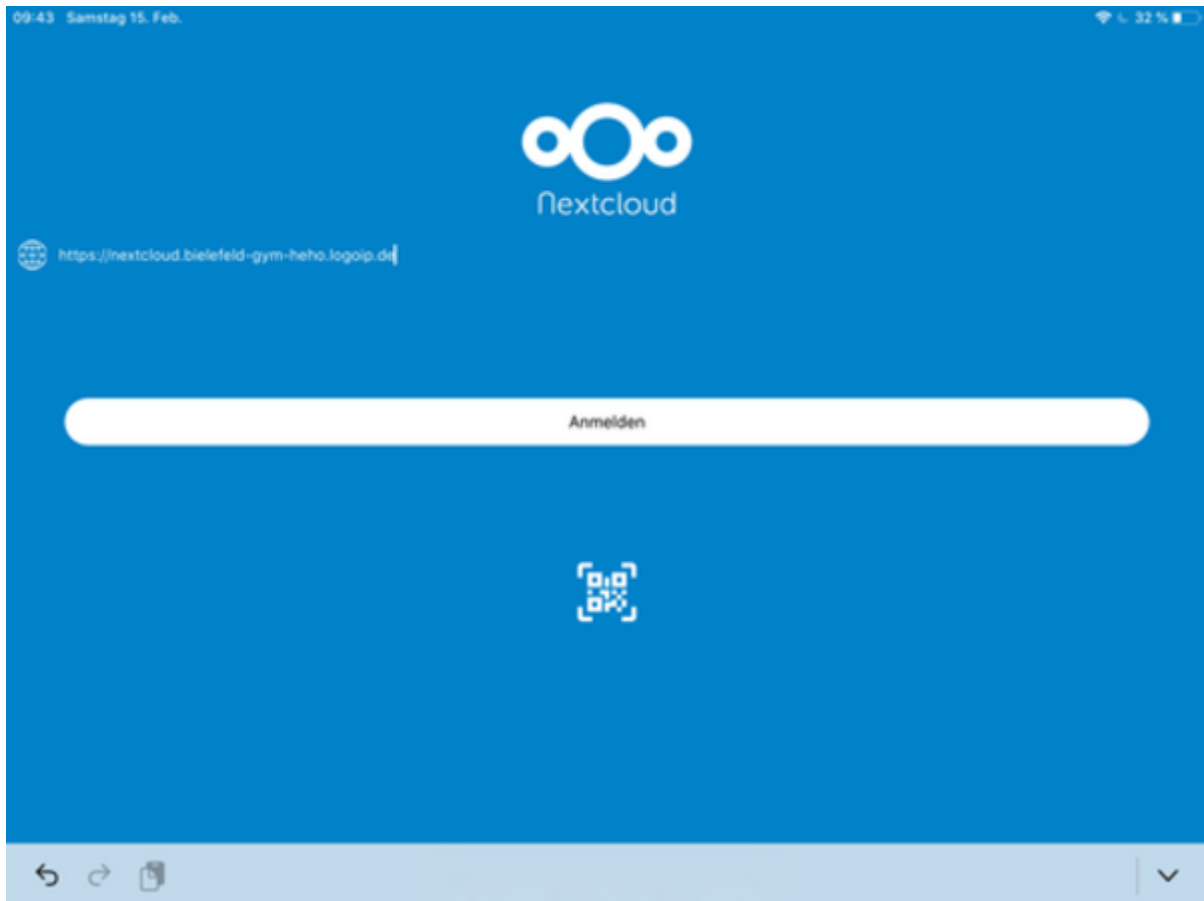 09:43 Samstag 15. Feb. 32 %
Nextcloud
https://nextcloud.bielefeld-gym-heho.logoip.de
Anmelden